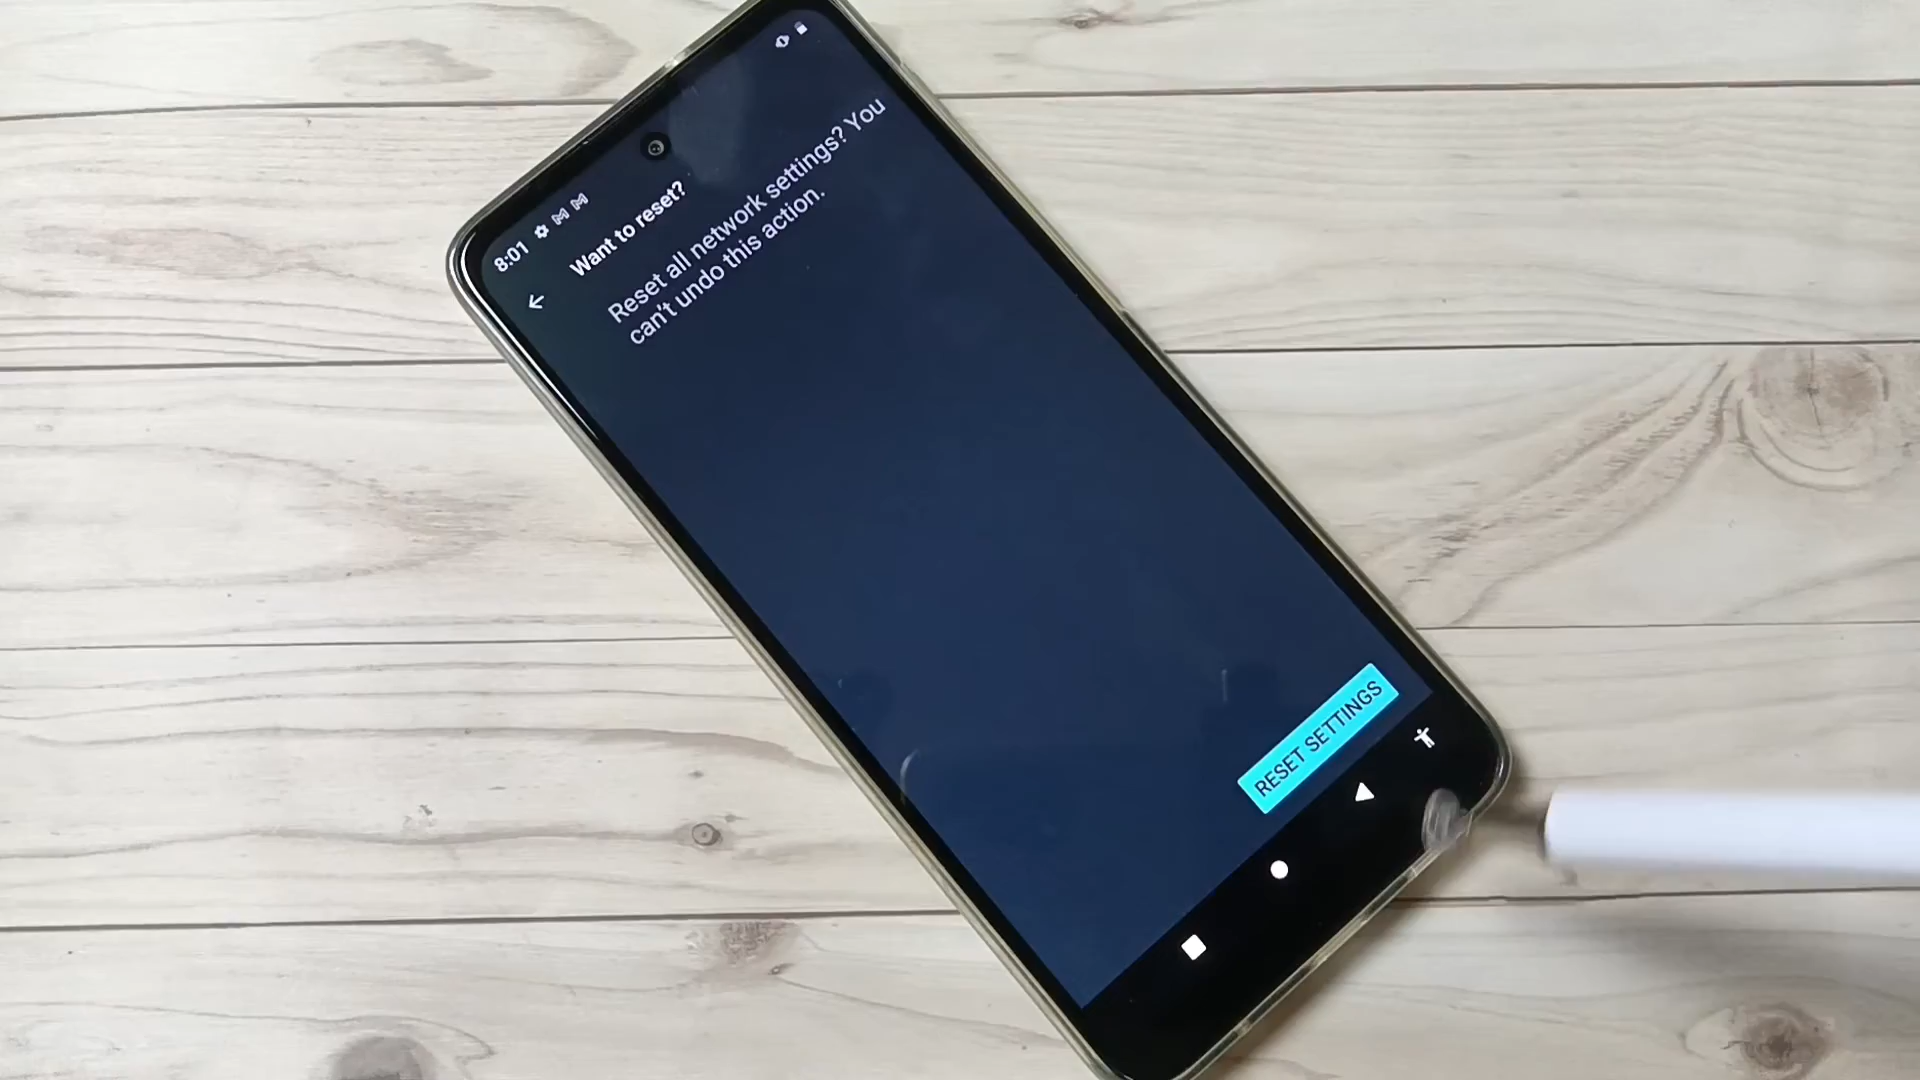 8:01
Want to reset?
Reset all network settings? You
can't undo this action.
RESET SETTINGS